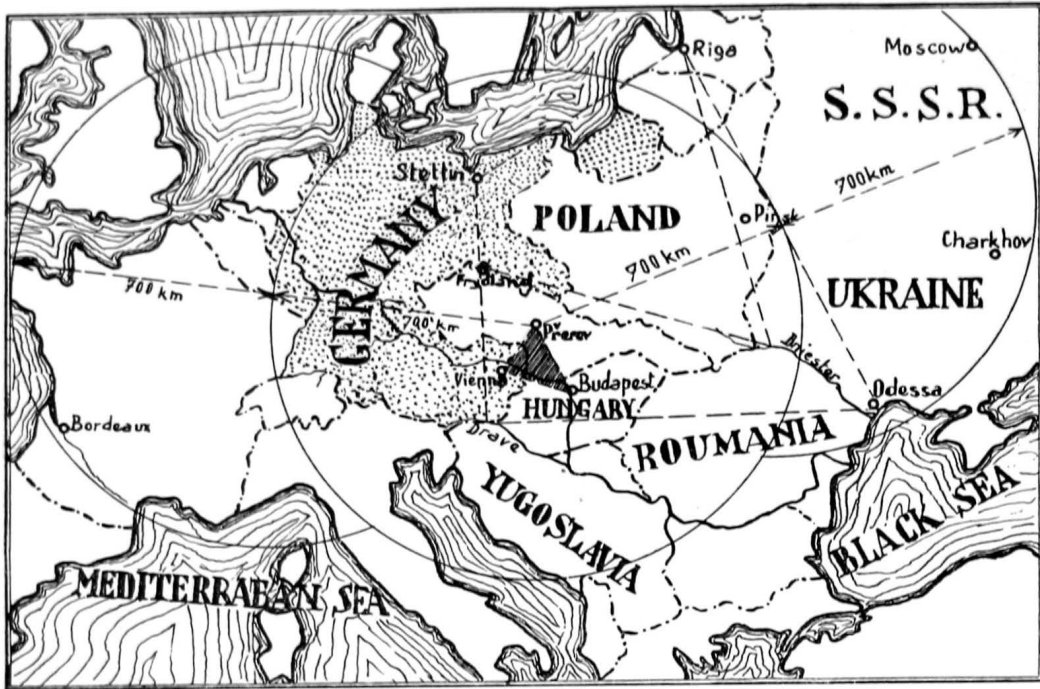 Riga
Moscow
S.S.S.R.
700km
Stettin
POLAND
Pinsk
Charkhov
GERMANY
700 km
Frydland
UKRAINE
700 km
700 km
Prerov
Dniester
Vienna
Budapest
HUNGARY
Odessa
Bordeaux
Drave
ROUMANIA
YUGOSLAVIA
BLACK SEA
MEDITERRABAN SEA